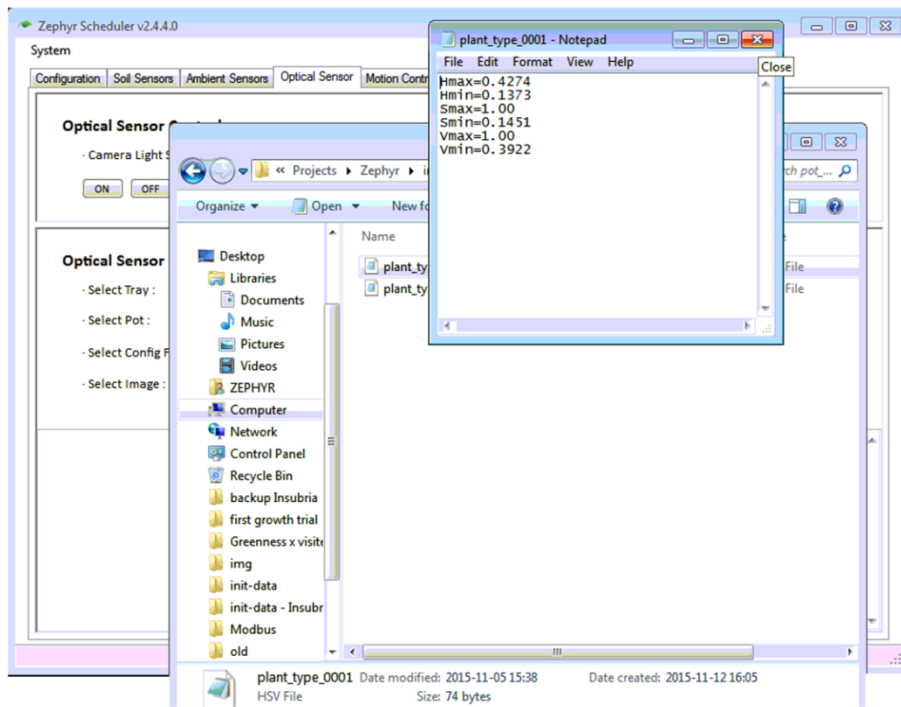 Zephyr Scheduler v2.4.4.0
System
Configuration Soil Sensors Ambient Sensors Optical Sensor Motion Contr
Optical Sensor
· Camera Light S
ON OFF
Optical Sensor
· Select Tray :
· Select Pot :
· Select Config F
· Select Image :
« Projects Zephyr
pot_...
Organize Open New fo
Desktop
Libraries
Documents
Music
Pictures
Videos
ZEPHYR
Computer
Network
Control Panel
Recycle Bin
backup Insubria
first growth trial
Greenness x visite
img
init-data
init-data - Insubr
Modbus
old
Name
plant_ty
File
plant_ty
File
plant_type_0001 Date modified: 2015-11-05 15:38 Date created: 2015-11-12 16:05
HSV File Size: 74 bytes
plant_type_0001 - Notepad
File Edit Format View Help
Close
Hmax=0.4274
Hmin=0.1373
Smax=1.00
Smin=0.1451
Vmax=1.00
Vmin=0.3922